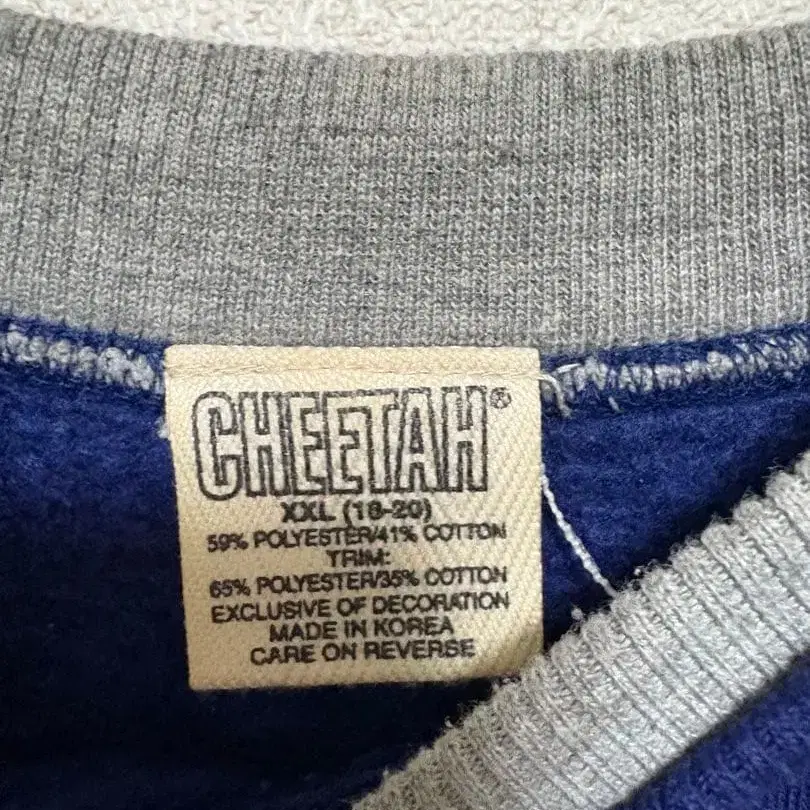 CHEETAH®
XXL (18-20)
59% POLYESTER/41% COTTON
TRIM:
65% POLYESTER/35% COTTON
EXCLUSIVE OF DECORATION
MADE IN KOREA
CARE ON REVERSE